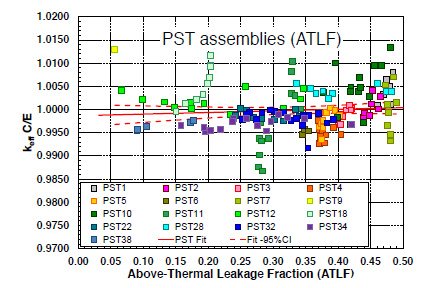 1.0200
PST assemblies (ATLF)
1.0150
1.0100
1.0050
1.0000
0.9950
0.9900
0.9850
0.9800
0.9750
0.9700
keff C/E
PST1 PST2 PST3 PST4
PST5 PST6 PST7 PST9
PST10 PST11 PST12 PST18
PST22 PST28 PST32 PST34
PST38 PST Fit Fit -95%CI
0.00 0.05 0.10 0.15 0.20 0.25 0.30 0.35 0.40 0.45 0.50
Above-Thermal Leakage Fraction (ATLF)